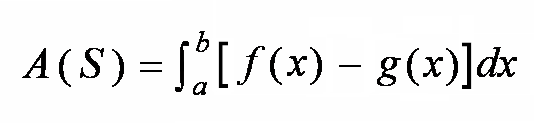 A(S) = ∫_a^b [f(x) − g(x)]dx